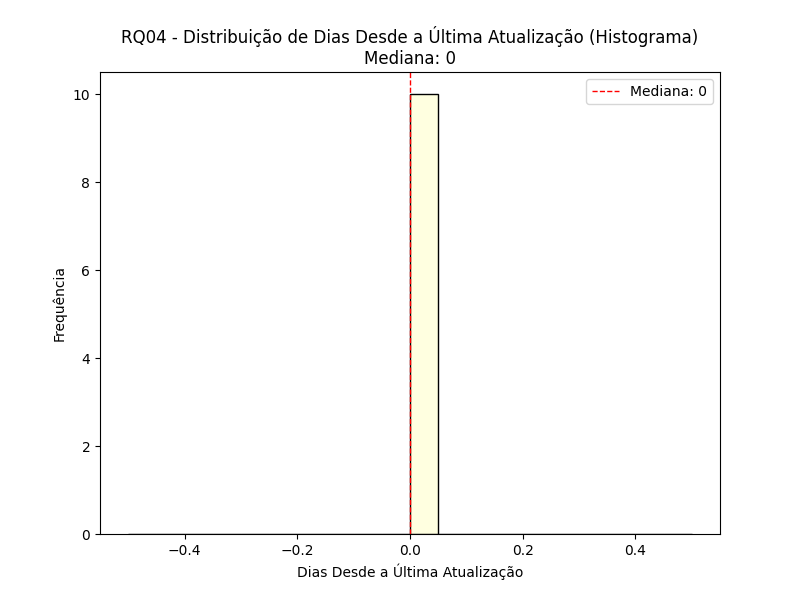 RQ04 - Distribuição de Dias Desde a Última Atualização (Histograma)
Mediana: 0
Mediana: 0
10
8
6
4
2
0
Frequência
−0.4 −0.2 0.0 0.2 0.4
Dias Desde a Última Atualização